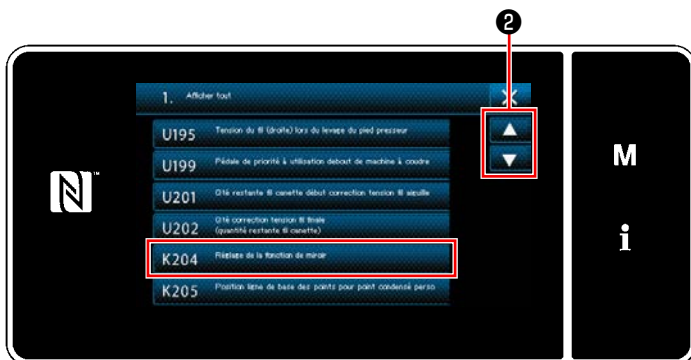 ❷
1. Afficher tout
U195 Tension du fil (droite) lors du levage du pied presseur
U199 Pédale de priorité à utilisation debout de machine à coudre
U201 Qté restante fil canette début correction tension fil aiguille
U202 Qté correction tension fil finale
(quantité restante fil canette)
K204 Réglage de la fonction de miroir
K205 Position ligne de base des points pour point condensé perso
M
i